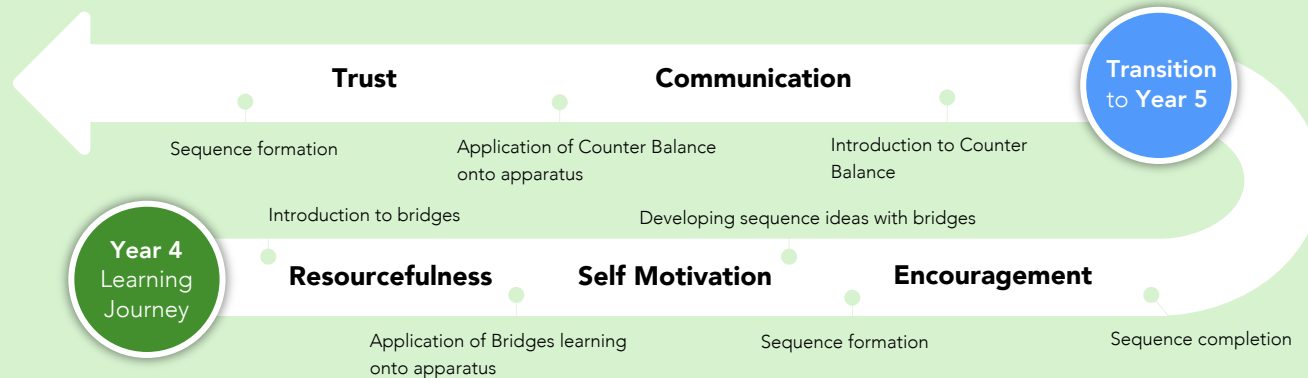 Trust
Communication
Transition
to Year 5
Sequence formation
Application of Counter Balance
onto apparatus
Introduction to Counter
Balance
Introduction to bridges
Developing sequence ideas with bridges
Year 4
Learning
Journey
Resourcefulness
Self Motivation
Encouragement
Application of Bridges learning
onto apparatus
Sequence formation
Sequence completion